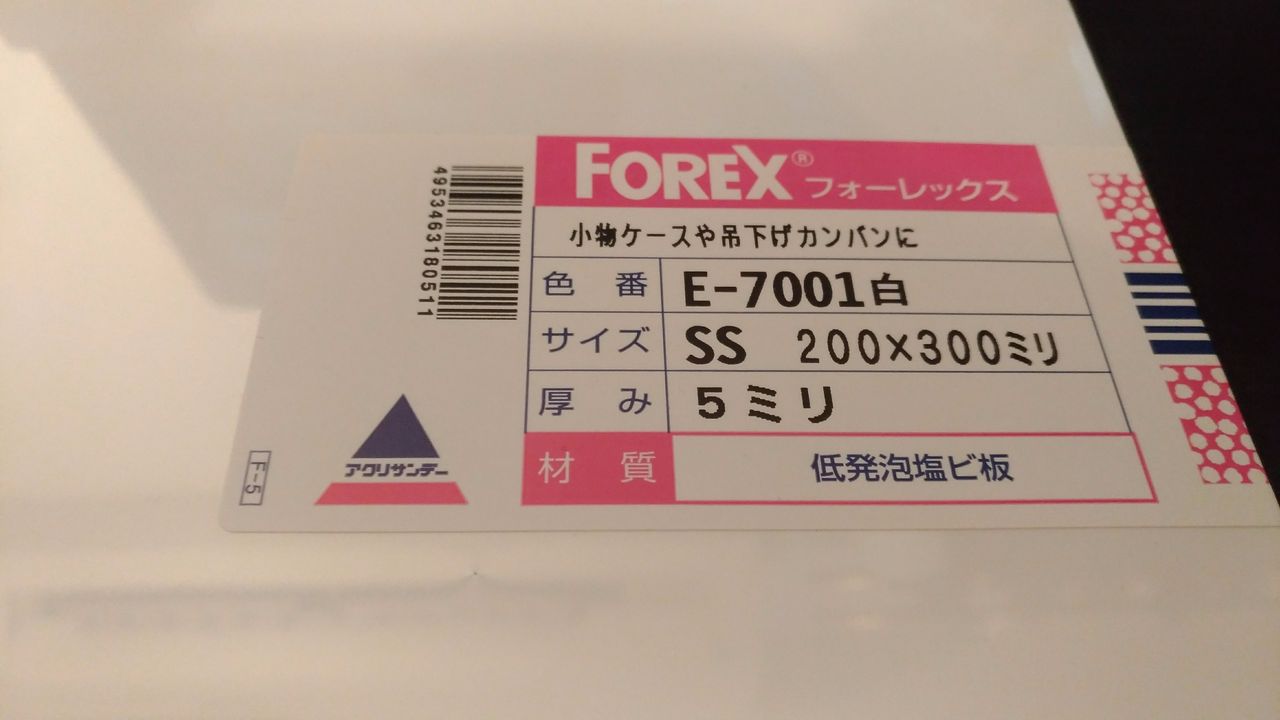 FOREX® フォーレックス
小物ケースや吊下げカンバンに
色 番 E-7001白
サイズ SS 200×300ミリ
厚 み 5ミリ
材 質 低発泡塩ビ板
4953463180511
アクリサンデー
F-5